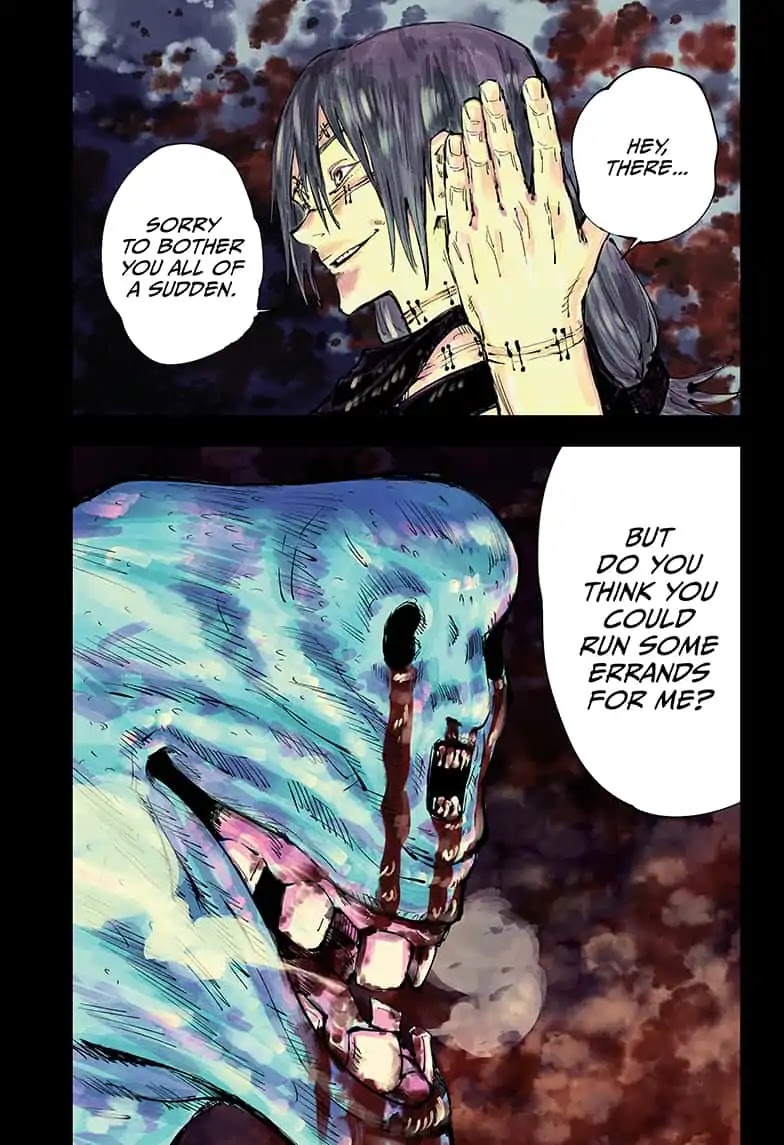 HEY,
THERE...
SORRY
TO BOTHER
YOU ALL OF
A SUDDEN.
BUT
DO YOU
THINK YOU
COULD
RUN SOME
ERRANDS
FOR ME?